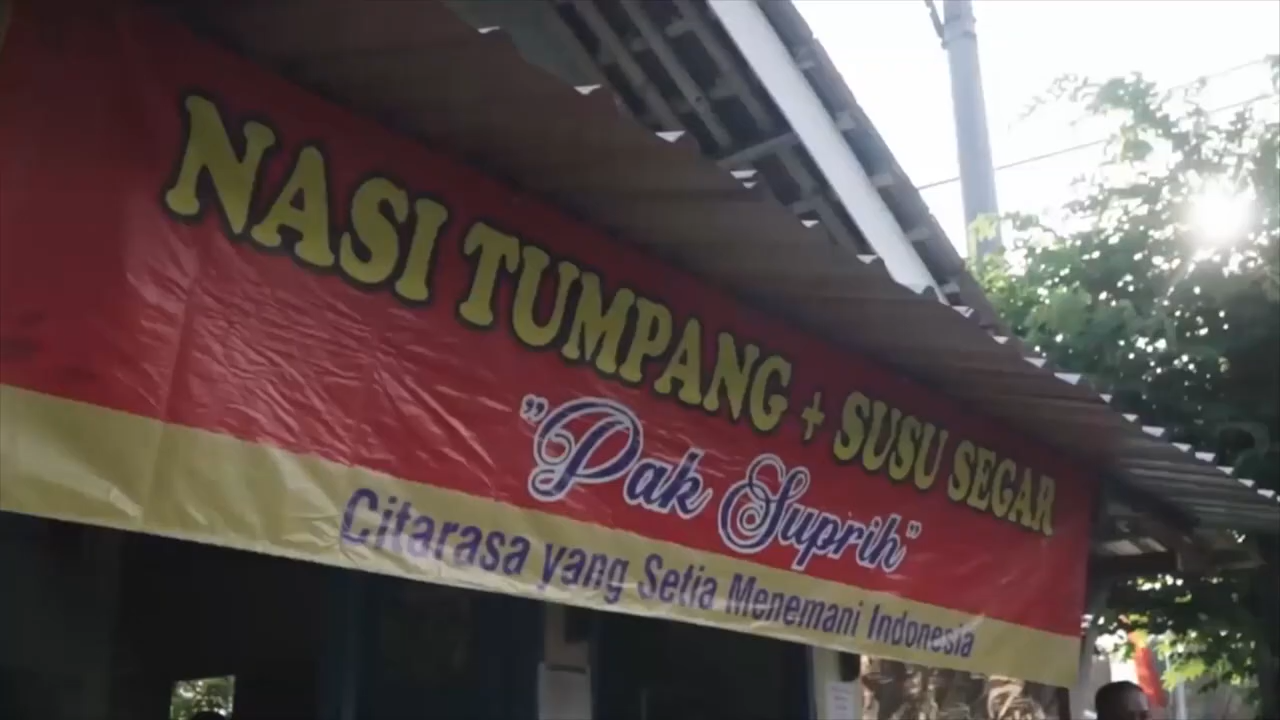 NASI TUMPANG + SUSU SEGAR
"Pak Suprih"
Citarasa yang Setia Menemani Indonesia